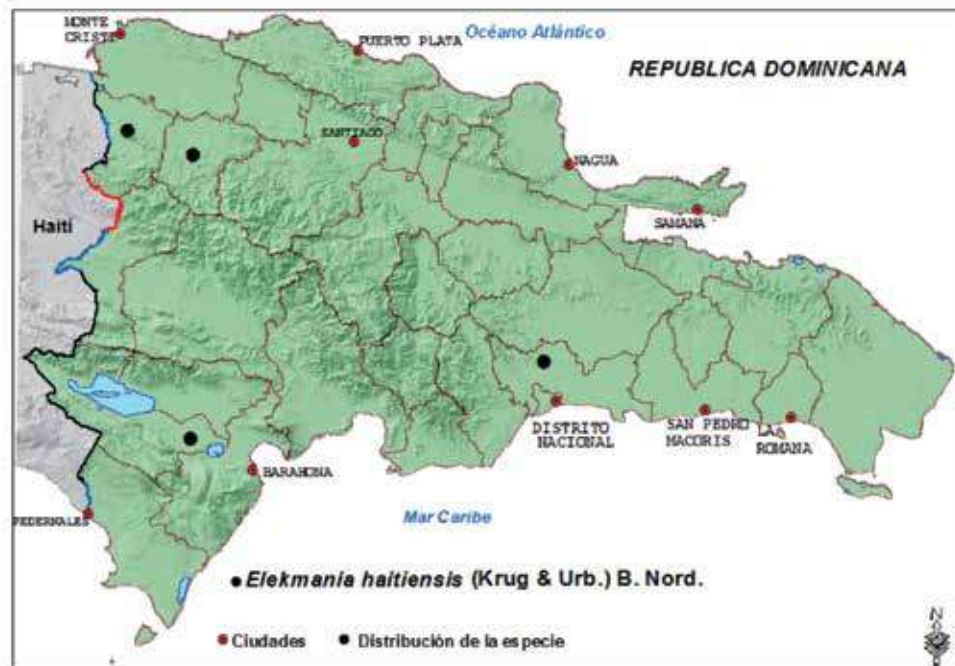 MONTE
CRISTI
Océano Atlántico
PUERTO PLATA
REPUBLICA DOMINICANA
SANTIAGO
NAGUA
SAMANA
Haití
DISTRITO
NACIONAL
SAN PEDRO
MACORIS
LA
ROMANA
BARAHONA
PEDERNALES
Mar Caribe
Elekmania haitiensis (Krug & Urb.) B. Nord.
Ciudades
Distribución de la especie
N